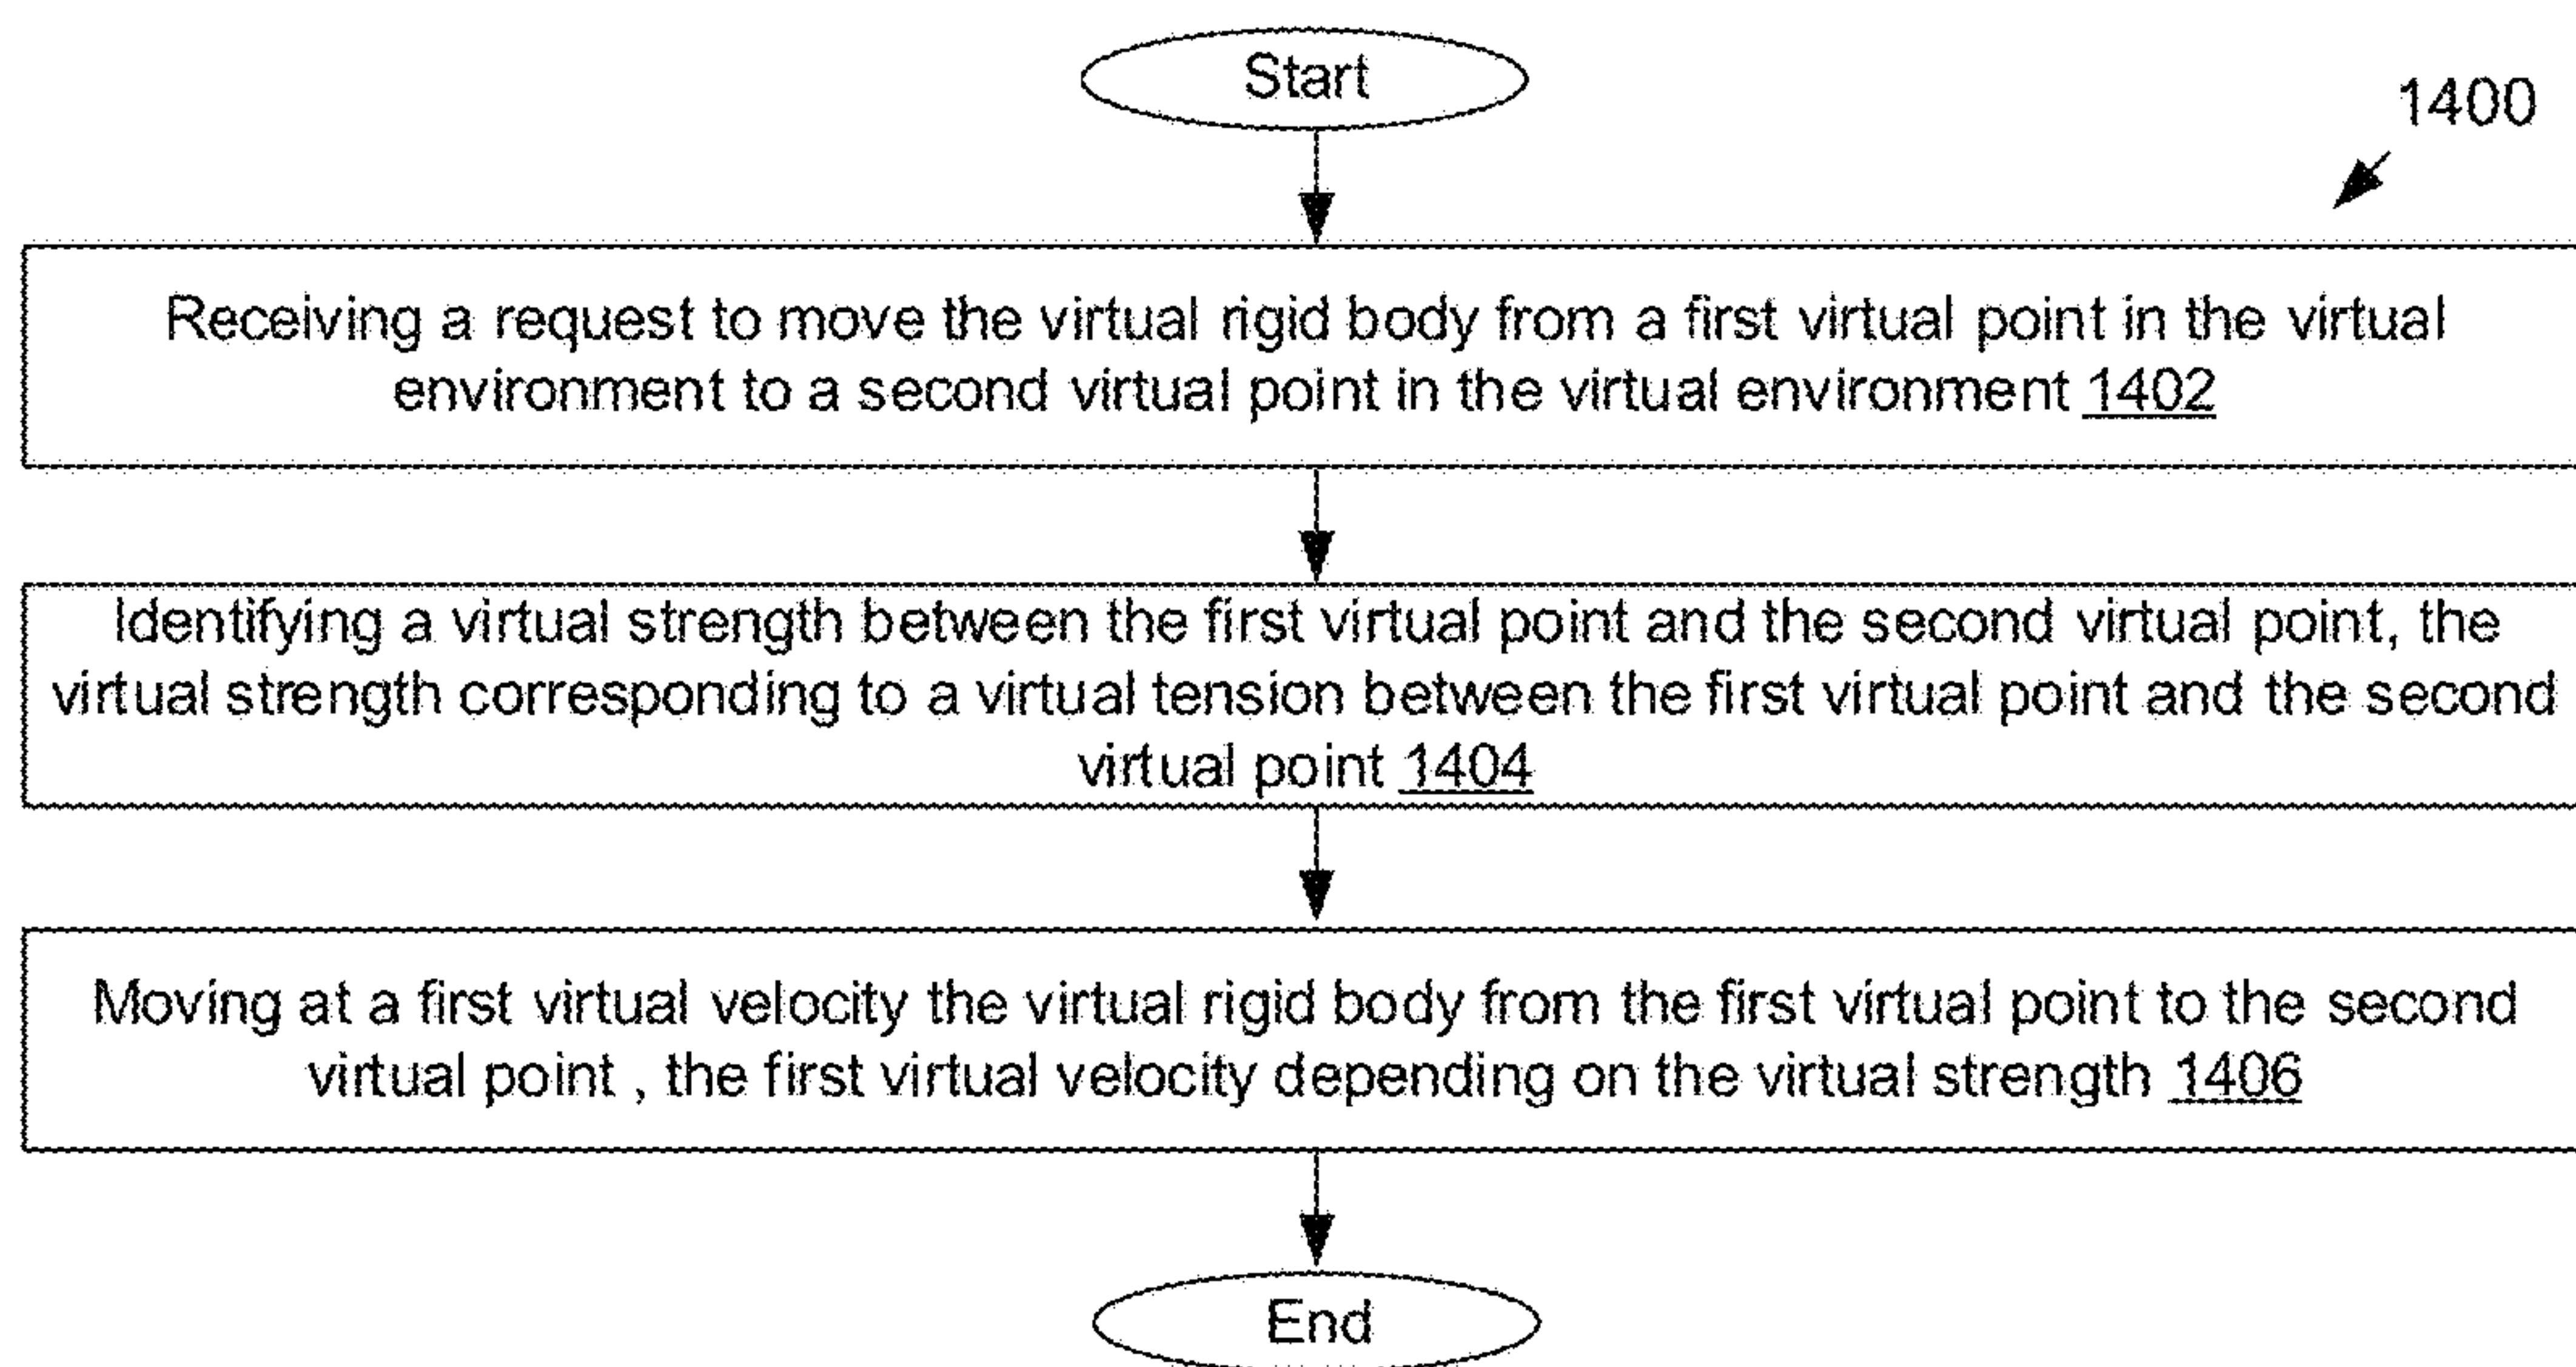 Start
1400
Receiving a request to move the virtual rigid body from a first virtual point in the virtual
environment to a second virtual point in the virtual environment 1402
Identifying a virtual strength between the first virtual point and the second virtual point, the
virtual strength corresponding to a virtual tension between the first virtual point and the second
virtual point 1404
Moving at a first virtual velocity the virtual rigid body from the first virtual point to the second
virtual point , the first virtual velocity depending on the virtual strength 1406
End